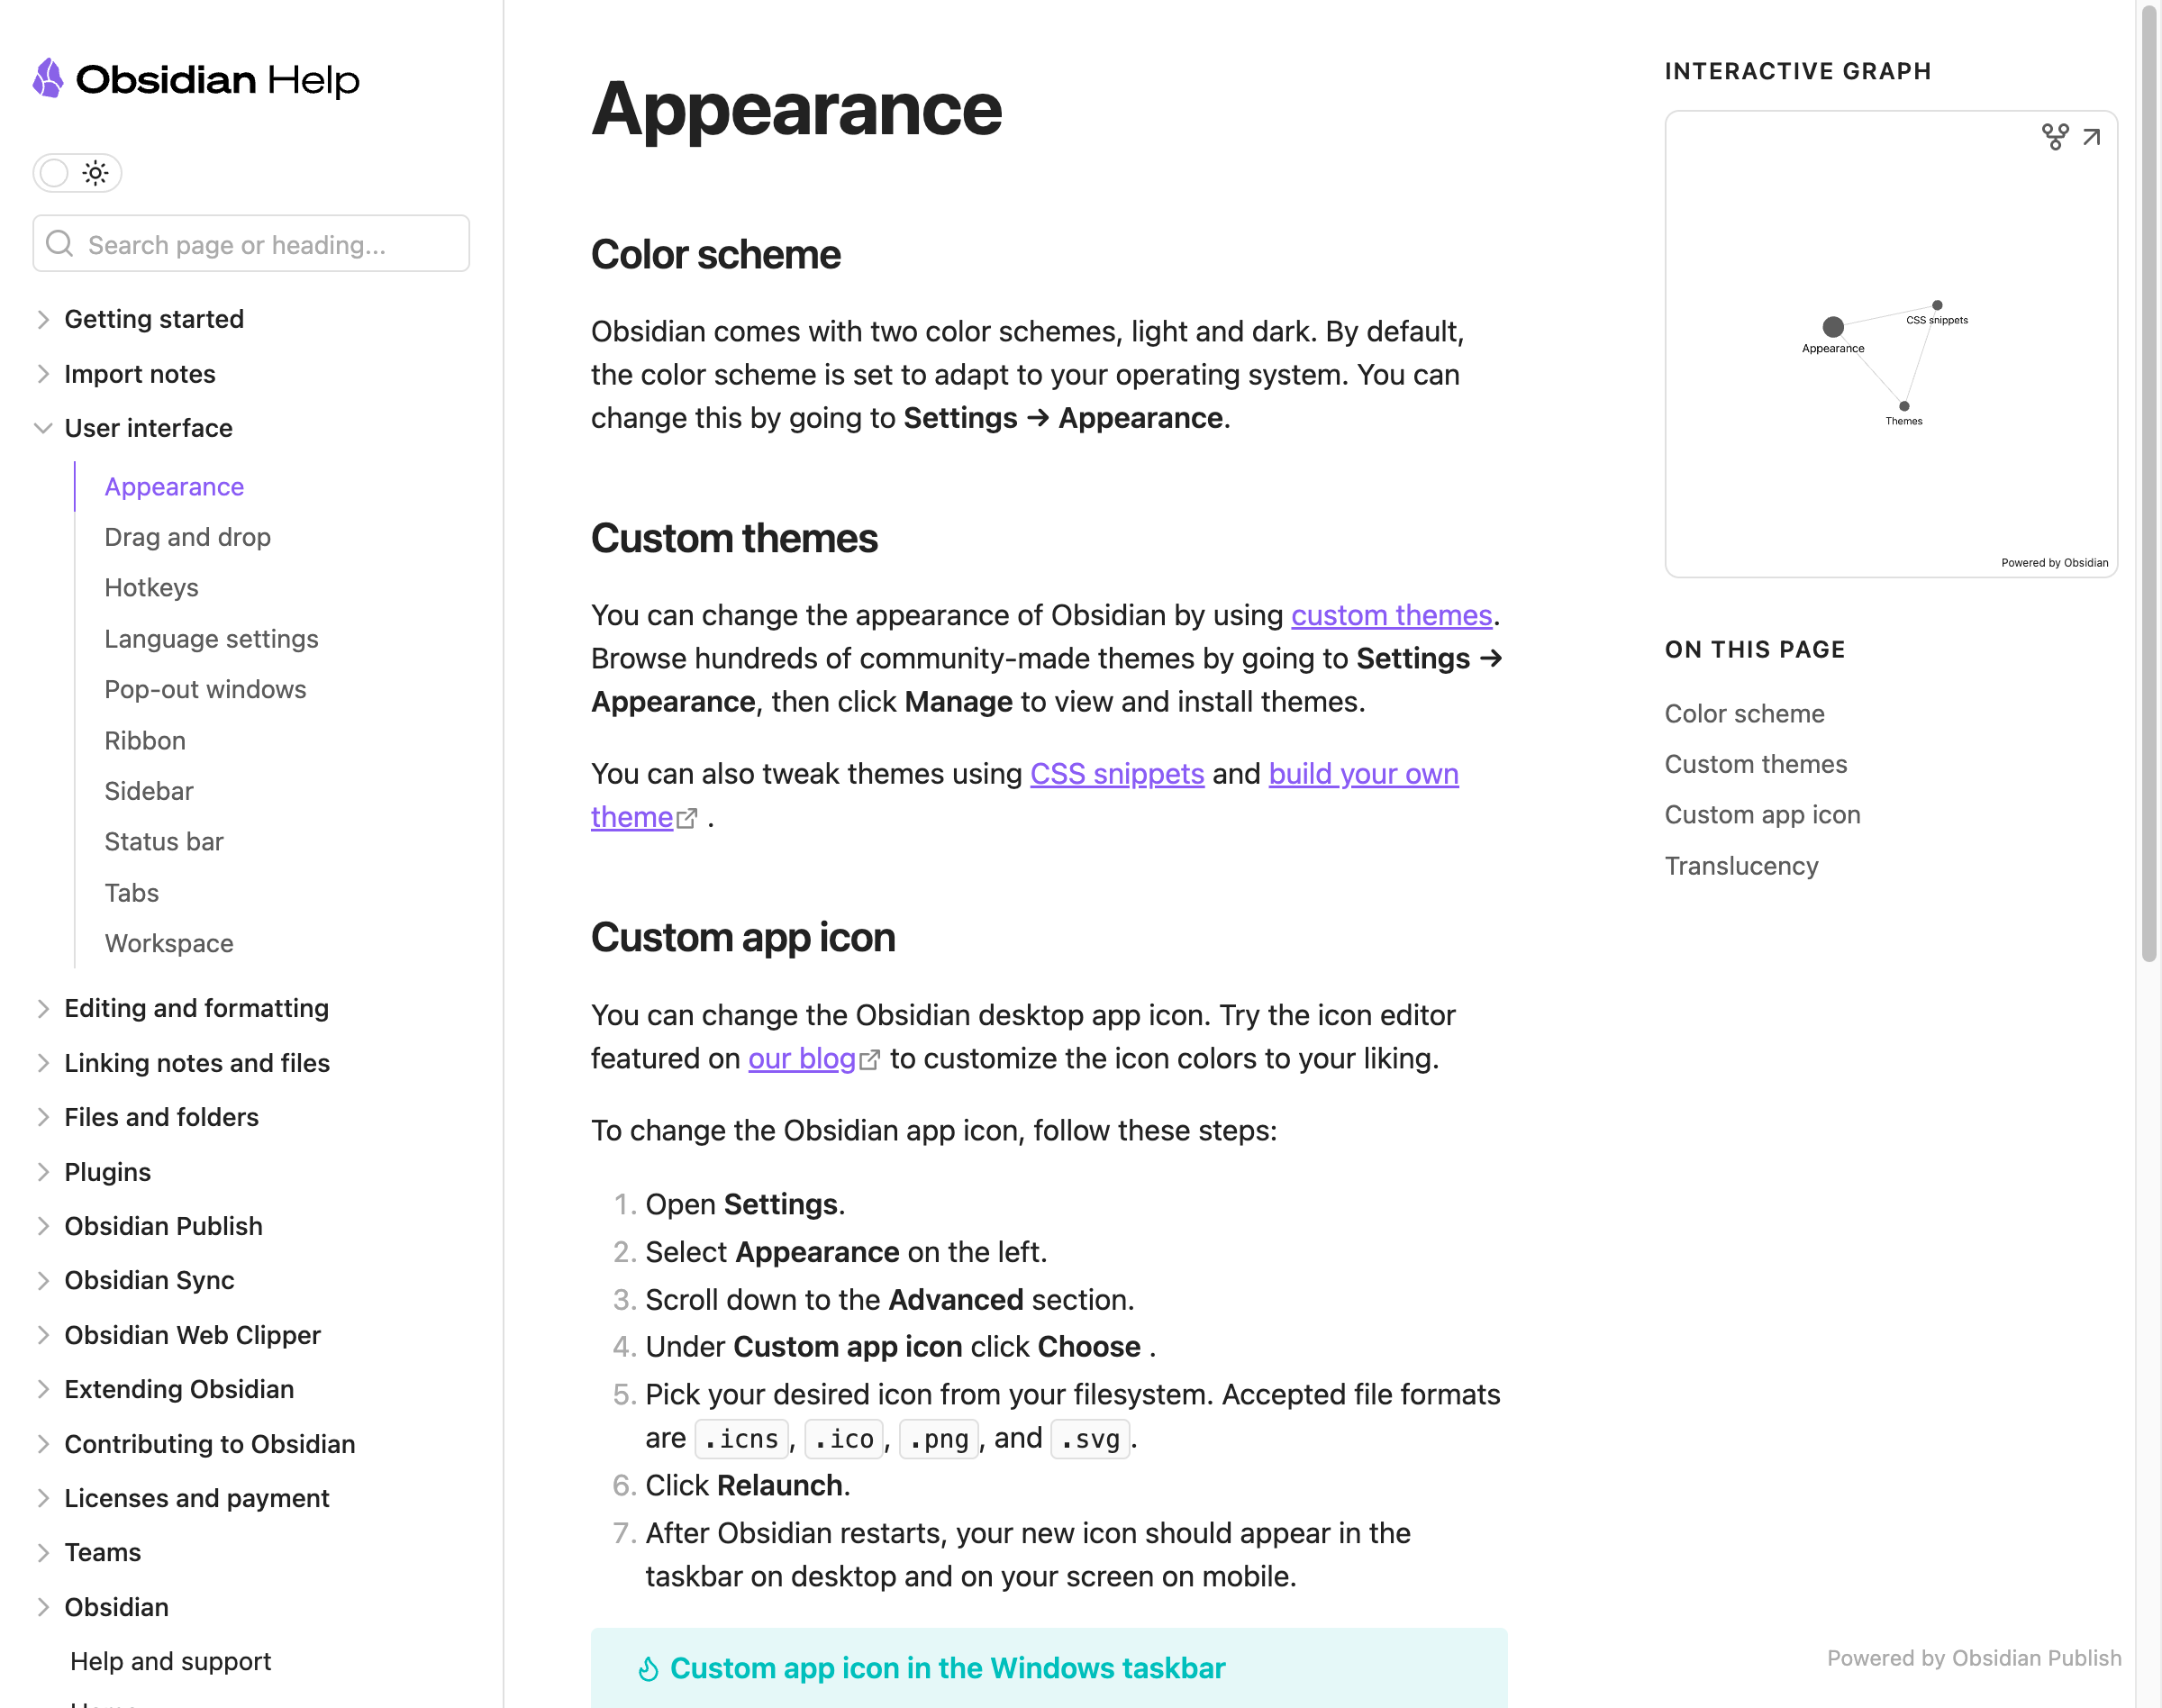 Obsidian Help
Search page or heading...
Getting started
Import notes
User interface
Appearance
Drag and drop
Hotkeys
Language settings
Pop-out windows
Ribbon
Sidebar
Status bar
Tabs
Workspace
Editing and formatting
Linking notes and files
Files and folders
Plugins
Obsidian Publish
Obsidian Sync
Obsidian Web Clipper
Extending Obsidian
Contributing to Obsidian
Licenses and payment
Teams
Obsidian
Help and support
Appearance
Color scheme
Obsidian comes with two color schemes, light and dark. By default,
the color scheme is set to adapt to your operating system. You can
change this by going to Settings → Appearance.
Custom themes
You can change the appearance of Obsidian by using custom themes.
Browse hundreds of community-made themes by going to Settings →
Appearance, then click Manage to view and install themes.
You can also tweak themes using CSS snippets and build your own
theme .
Custom app icon
You can change the Obsidian desktop app icon. Try the icon editor
featured on our blog to customize the icon colors to your liking.
To change the Obsidian app icon, follow these steps:
1. Open Settings.
2. Select Appearance on the left.
3. Scroll down to the Advanced section.
4. Under Custom app icon click Choose .
5. Pick your desired icon from your filesystem. Accepted file formats
are .icns, .ico, .png, and .svg.
6. Click Relaunch.
7. After Obsidian restarts, your new icon should appear in the
taskbar on desktop and on your screen on mobile.
Custom app icon in the Windows taskbar
INTERACTIVE GRAPH
CSS snippets
Appearance
Themes
Powered by Obsidian
ON THIS PAGE
Color scheme
Custom themes
Custom app icon
Translucency
Powered by Obsidian Publish